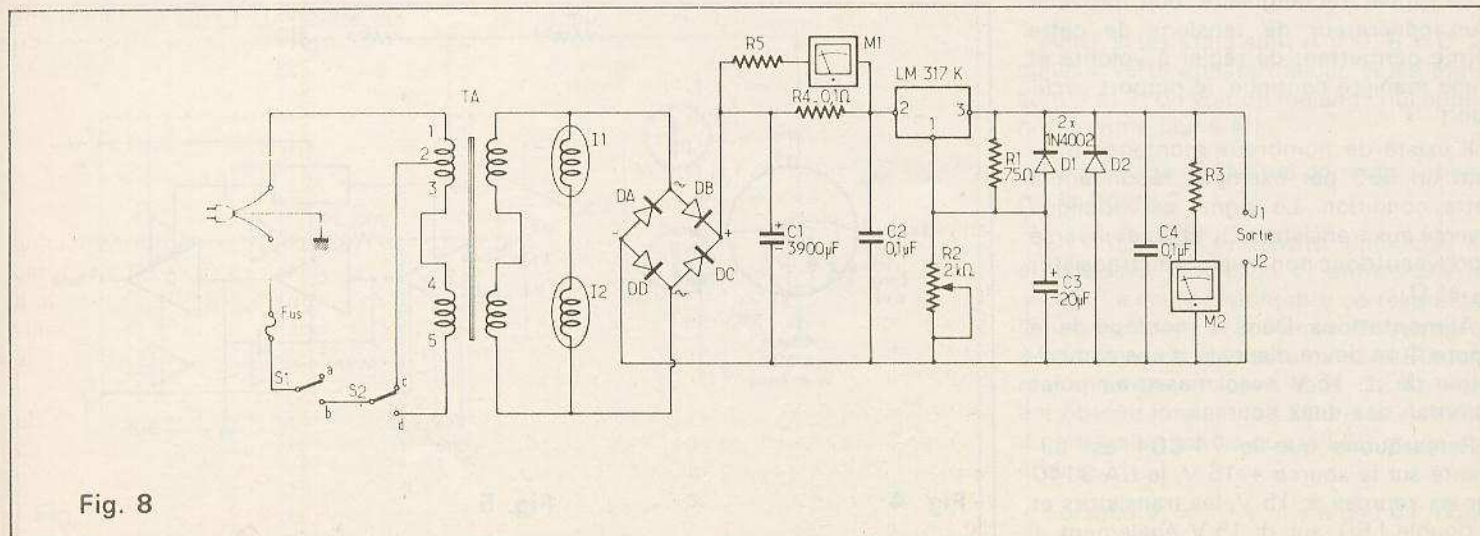 TA
1
2
3
4
5
Fus
S1
a
b
S2
c
d
I1
I2
DA
DB
DC
DD
~
~
-
+
R5
M1
R4_0,1Ω
C1
3900µF
+
-
C2
0,1µF
LM 317 K
2
3
1
R1
75Ω
2x
1N4002
D1
D2
R2
2kΩ
C3
20µF
+
-
C4
0,1µF
R3
M2
J1
Sortie
J2
Fig. 8